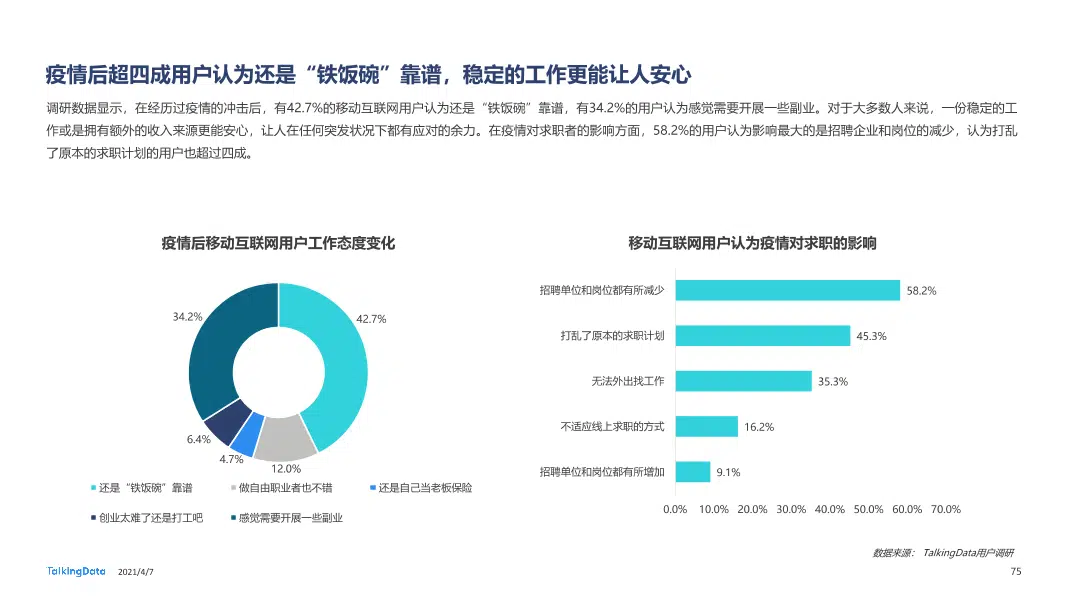 疫情后超四成用户认为还是“铁饭碗”靠谱，稳定的工作更能让人安心
调研数据显示，在经历过疫情的冲击后，有42.7%的移动互联网用户认为还是“铁饭碗”靠谱，有34.2%的用户认为感觉需要开展一些副业。对于大多数人来说，一份稳定的工
作或是拥有额外的收入来源更能安心，让人在任何突发状况下都有应对的余力。在疫情对求职者的影响方面，58.2%的用户认为影响最大的是招聘企业和岗位的减少，认为打乱
了原本的求职计划的用户也超过四成。
疫情后移动互联网用户工作态度变化
34.2%
42.7%
6.4%
4.7%
12.0%
还是“铁饭碗”靠谱
做自由职业者也不错
还是自己当老板保险
创业太难了还是打工吧
感觉需要开展一些副业
移动互联网用户认为疫情对求职的影响
招聘单位和岗位都有所减少 58.2%
打乱了原本的求职计划 45.3%
无法外出找工作 35.3%
不适应线上求职的方式 16.2%
招聘单位和岗位都有所增加 9.1%
0.0% 10.0% 20.0% 30.0% 40.0% 50.0% 60.0% 70.0%
数据来源： TalkingData用户调研
TalkingData 2021/4/7
75